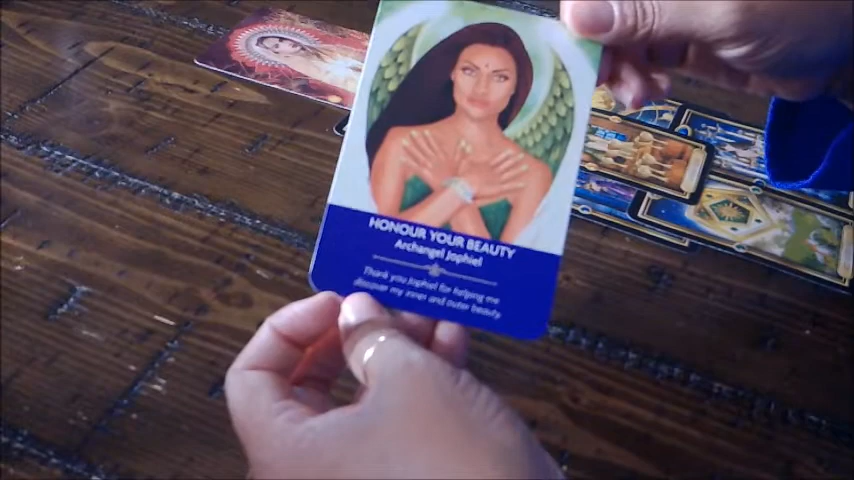 HONOUR YOUR BEAUTY
Archangel Jophiel
Thank you Jophiel for helping me
discover my inner and outer beauty